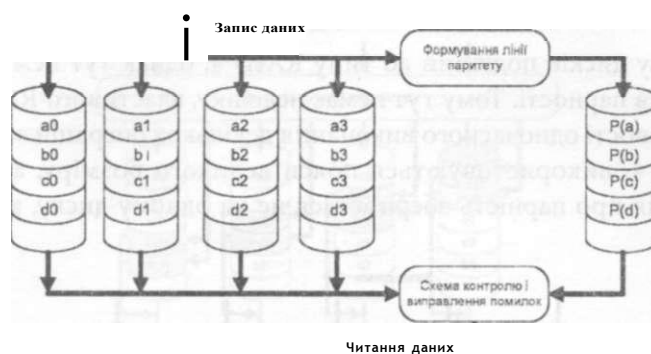 i Запис даних
Формування лінії
паритету
a0 a1 a2 a3 P(a)
b0 b i b2 b3 P(b)
c0 c1 c2 c3 P(c)
d0 d1 d2 d3 P(d)
Схема контролю і
виправлення помилок
Читання даних